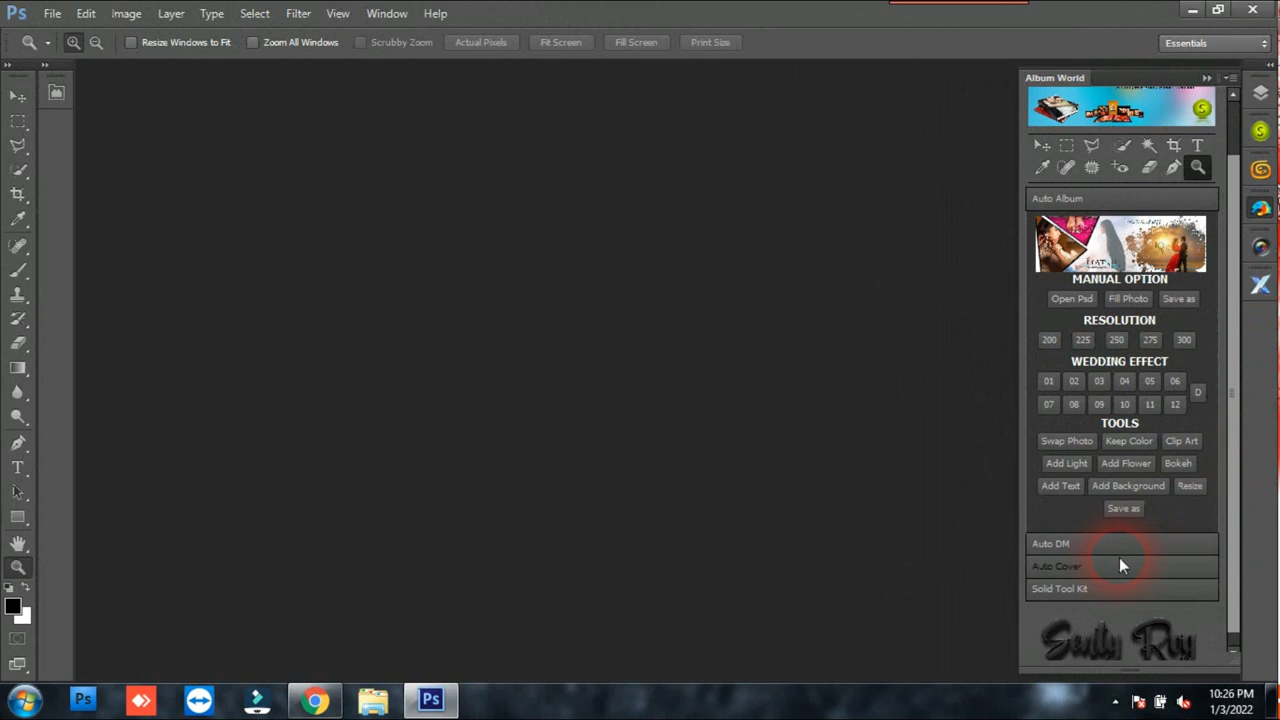 Ps File Edit Image Layer Type Select Filter View Window Help
Resize Windows to Fit Zoom All Windows Scrubby Zoom Actual Pixels Fit Screen Fill Screen Print Size Essentials
Album World
Auto Album
MANUAL OPTION
Open Psd Fill Photo Save as
RESOLUTION
200 225 250 275 300
WEDDING EFFECT
01 02 03 04 05 06
D
07 08 09 10 11 12
TOOLS
Swap Photo Keep Color Clip Art
Add Light Add Flower Bokeh
Add Text Add Background Resize
Save as
Auto DM
Auto Cover
Solid Tool Kit
Ps Ps
10:26 PM
1/3/2022